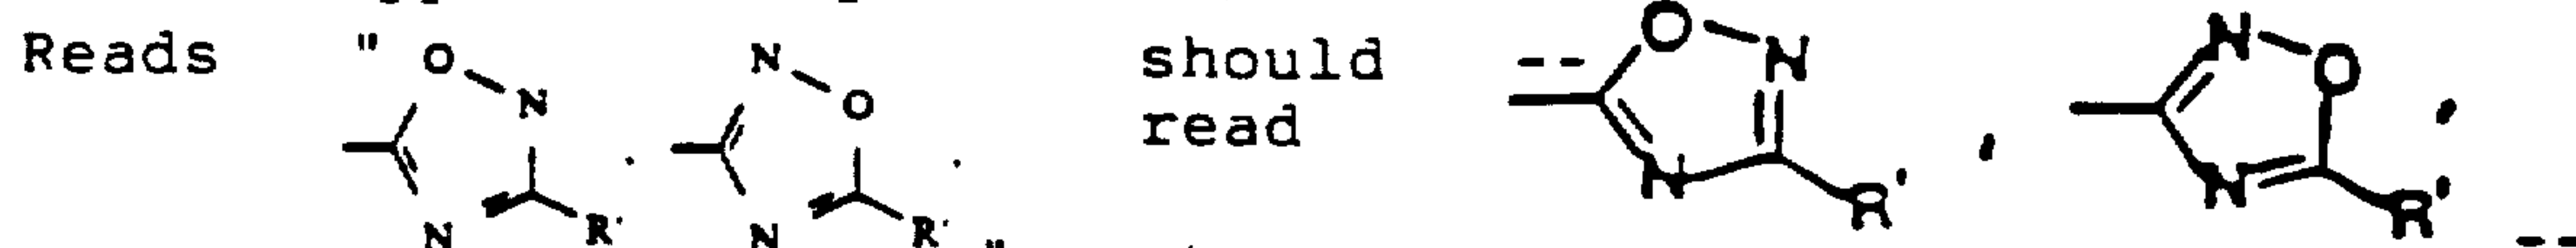 Reads " O N N O should -- O N N O
read
N R' N R' " N R' , N R' , --